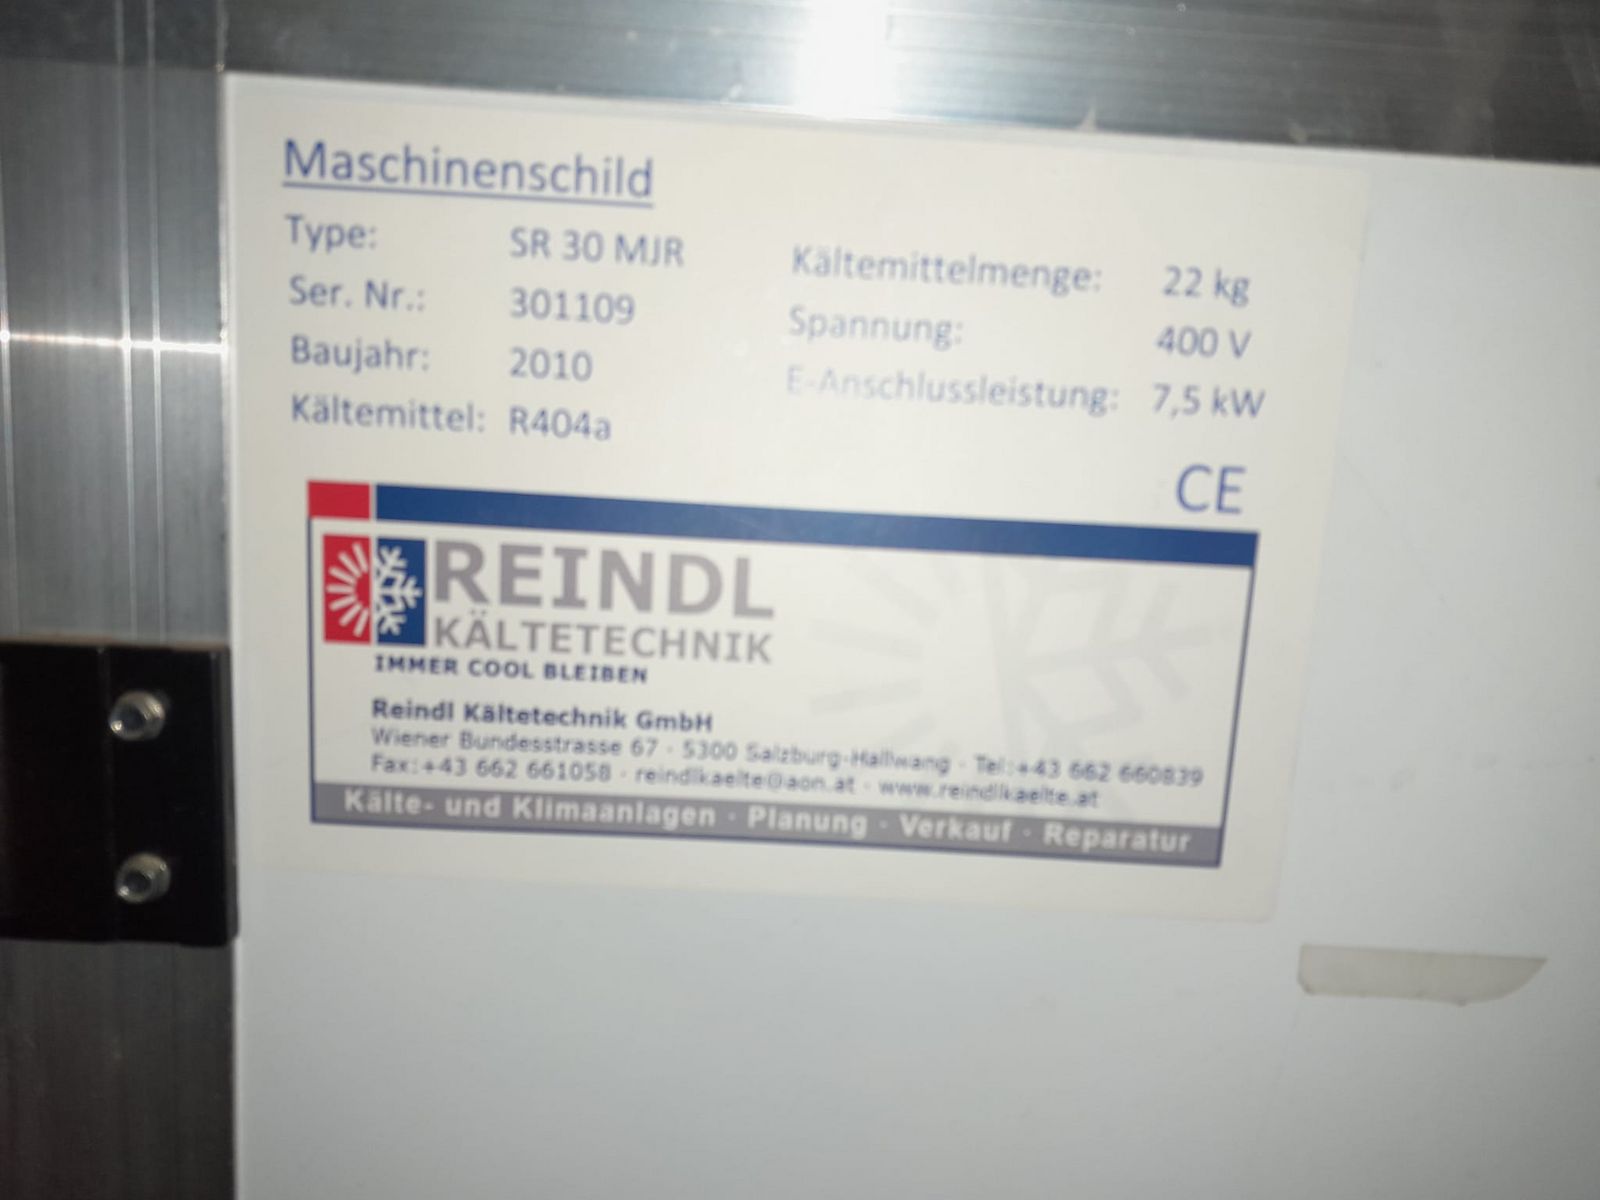 Maschinenschild
Type: SR 30 MJR
Ser. Nr.: 301109
Baujahr: 2010
Kältemittel: R404a
Kältemittelmenge: 22 kg
Spannung: 400 V
E-Anschlussleistung: 7,5 kW
CE
REINDL
KÄLTETECHNIK
IMMER COOL BLEIBEN
Reindl Kältetechnik GmbH
Wiener Bundesstrasse 67 · 5300 Salzburg-Hallwang · Tel:+43 662 660839
Fax:+43 662 661058 · reindlkaelte@aon.at · www.reindlkaelte.at
Kälte- und Klimaanlagen · Planung · Verkauf · Reparatur